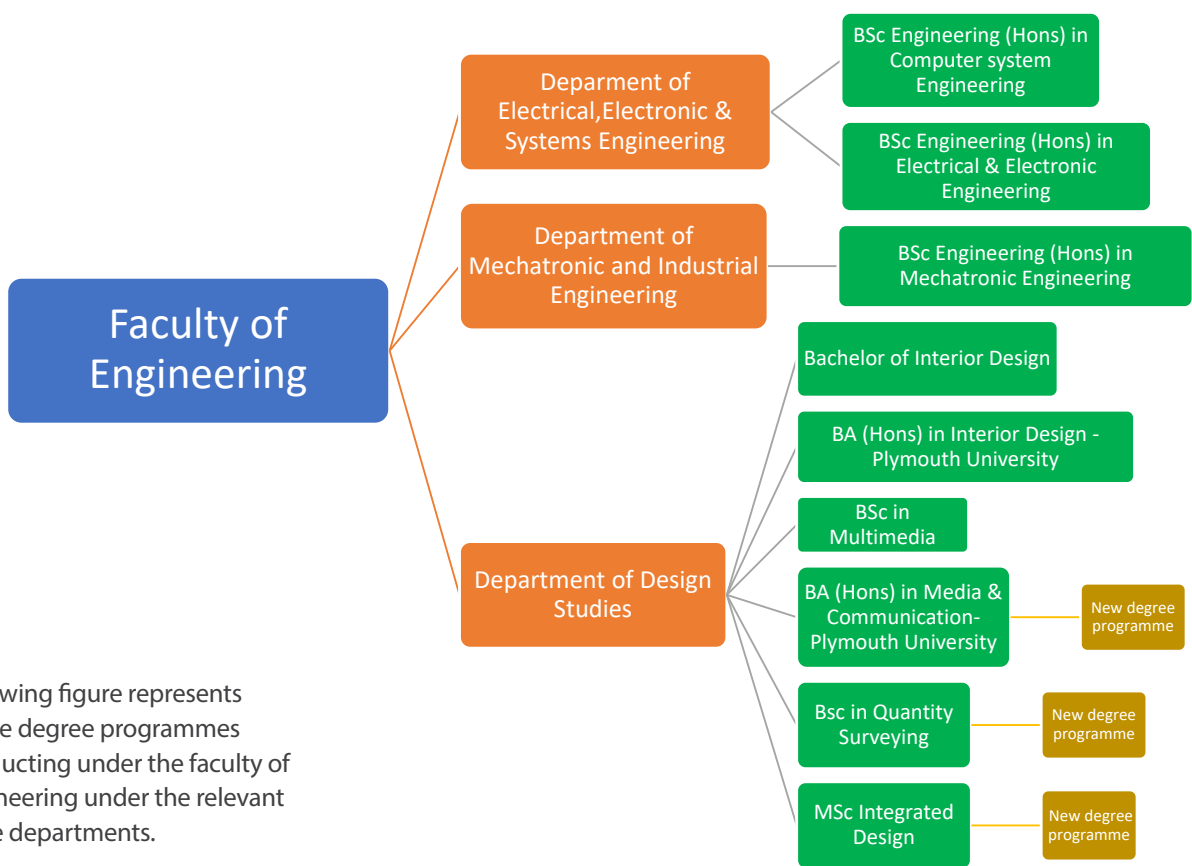 Faculty of
Engineering
Deparment of
Electrical,Electronic &
Systems Engineering
BSc Engineering (Hons) in
Computer system
Engineering
BSc Engineering (Hons) in
Electrical & Electronic
Engineering
Department of
Mechatronic and Industrial
Engineering
BSc Engineering (Hons) in
Mechatronic Engineering
Department of Design
Studies
Bachelor of Interior Design
BA (Hons) in Interior Design -
Plymouth University
BSc in
Multimedia
BA (Hons) in Media &
Communication-
Plymouth University
New degree
programme
Bsc in Quantity
Surveying
New degree
programme
MSc Integrated
Design
New degree
programme
wing figure represents
e degree programmes
ucting under the faculty of
neering under the relevant
e departments.